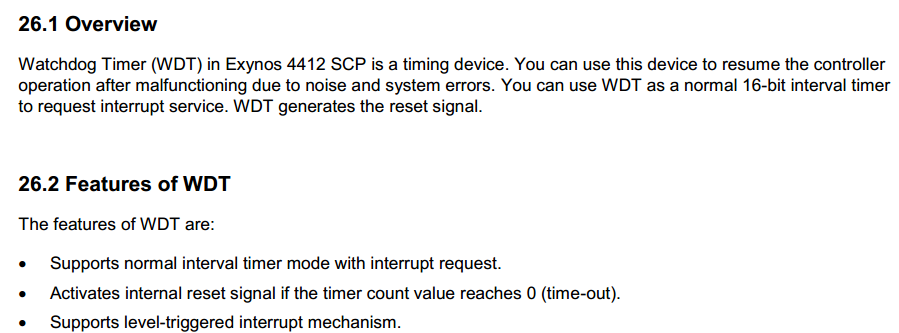 26.1 Overview
Watchdog Timer (WDT) in Exynos 4412 SCP is a timing device. You can use this device to resume the controller
operation after malfunctioning due to noise and system errors. You can use WDT as a normal 16-bit interval timer
to request interrupt service. WDT generates the reset signal.
26.2 Features of WDT
The features of WDT are:
• Supports normal interval timer mode with interrupt request.
• Activates internal reset signal if the timer count value reaches 0 (time-out).
• Supports level-triggered interrupt mechanism.